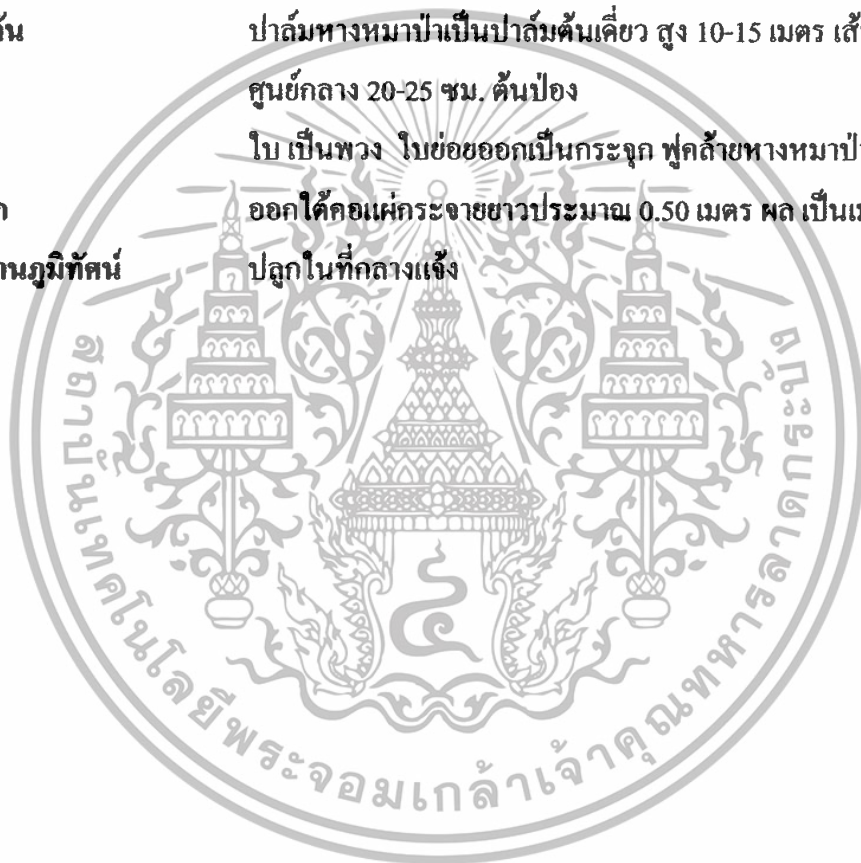 ปาล์มหางหมาป่าเป็นปาล์มต้นเดี่ยว สูง 10-15 เมตร
ศูนย์กลาง 20-25 ซม. ต้นป่อง
ใบ เป็นพวง ใบย่อยออกเป็นกระจุก ฟูคล้ายหางหมาป่า
ออกใต้คอแผ่กระจายยาวประมาณ 0.50 เมตร ผล เป็น
ปลูกในที่กลางแจ้ง
สถาบันเทคโนโลยีพระจอมเกล้าเจ้าคุณทหารลาดกระบัง